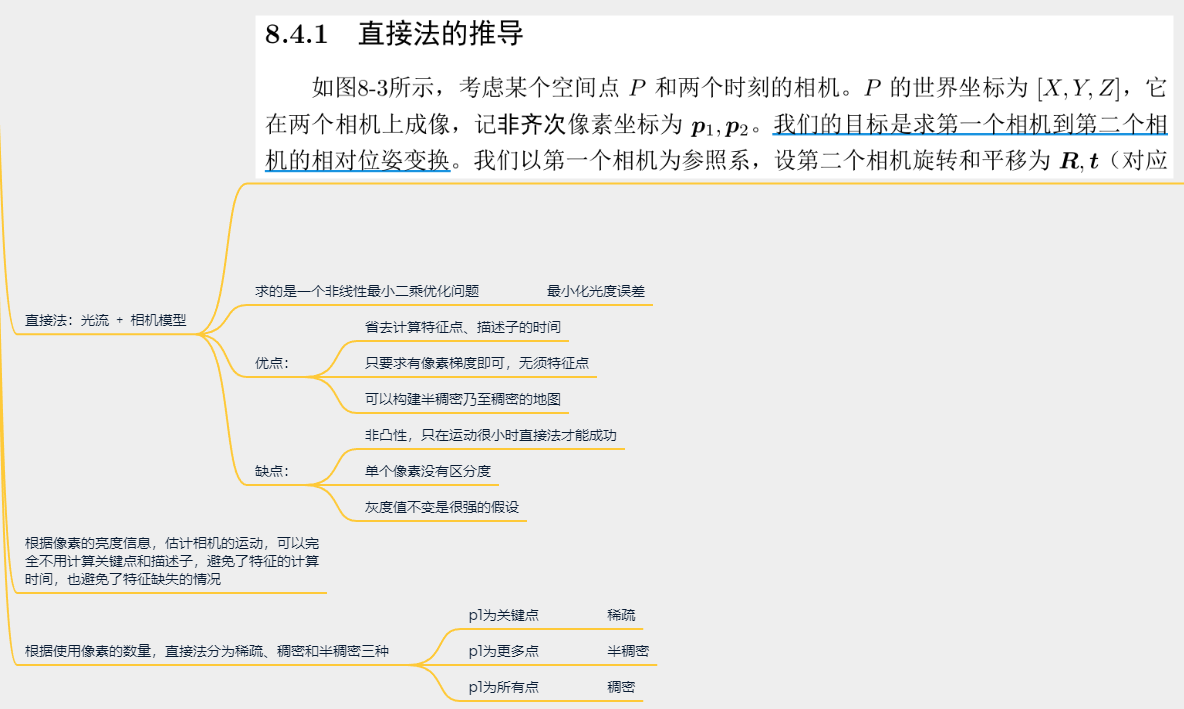 8.4.1 直接法的推导
如图8-3所示，考虑某个空间点 P 和两个时刻的相机。P 的世界坐标为 [X, Y, Z]，它
在两个相机上成像，记非齐次像素坐标为 p₁, p₂。我们的目标是求第一个相机到第二个相
机的相对位姿变换。我们以第一个相机为参照系，设第二个相机旋转和平移为 R, t（对应
直接法：光流 + 相机模型
求的是一个非线性最小二乘优化问题
最小化光度误差
优点：
省去计算特征点、描述子的时间
只要求有像素梯度即可，无须特征点
可以构建半稠密乃至稠密的地图
缺点：
非凸性，只在运动很小时直接法才能成功
单个像素没有区分度
灰度值不变是很强的假设
根据像素的亮度信息，估计相机的运动，可以完
全不用计算关键点和描述子，避免了特征的计算
时间，也避免了特征缺失的情况
根据使用像素的数量，直接法分为稀疏、稠密和半稠密三种
p1为关键点
稀疏
p1为更多点
半稠密
p1为所有点
稠密